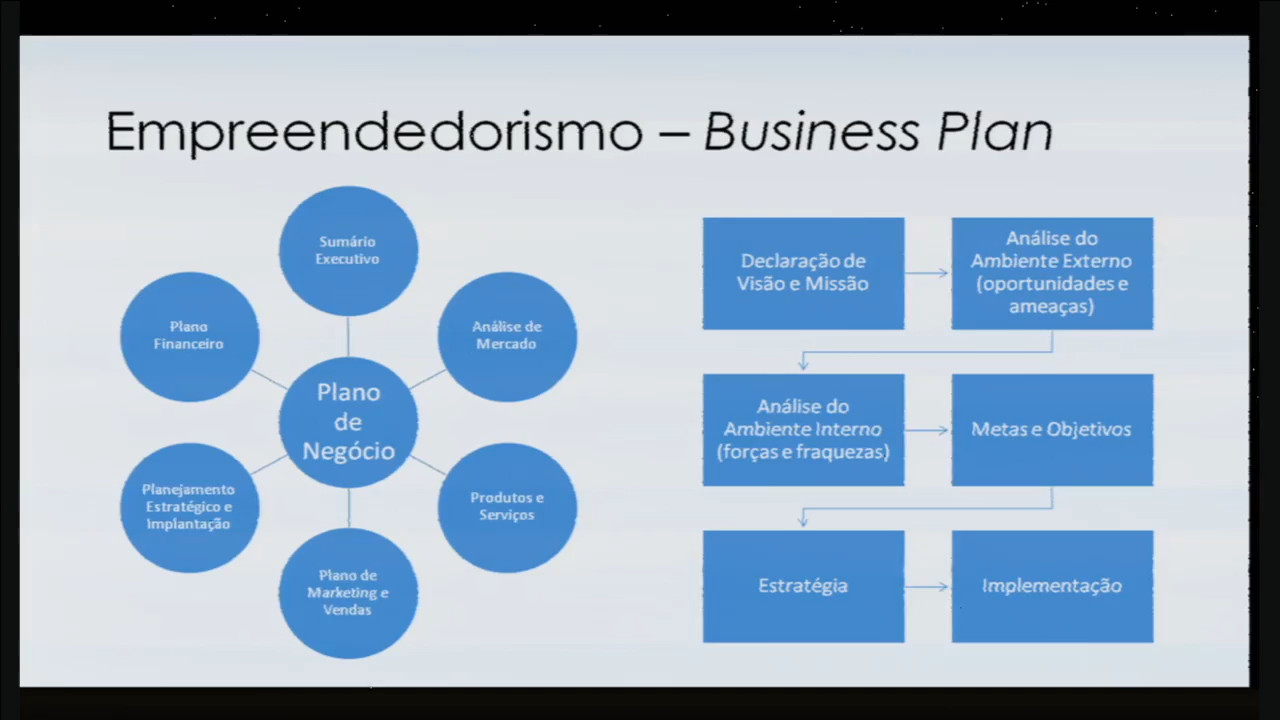 Empreendedorismo – Business Plan
Sumário
Executivo
Análise de
Mercado
Produtos e
Serviços
Plano de
Marketing e
Vendas
Planejamento
Estratégico e
Implantação
Plano
Financeiro
Plano
de
Negócio
Declaração de
Visão e Missão
Análise do
Ambiente Externo
(oportunidades e
ameaças)
Análise do
Ambiente Interno
(forças e fraquezas)
Metas e Objetivos
Estratégia
Implementação